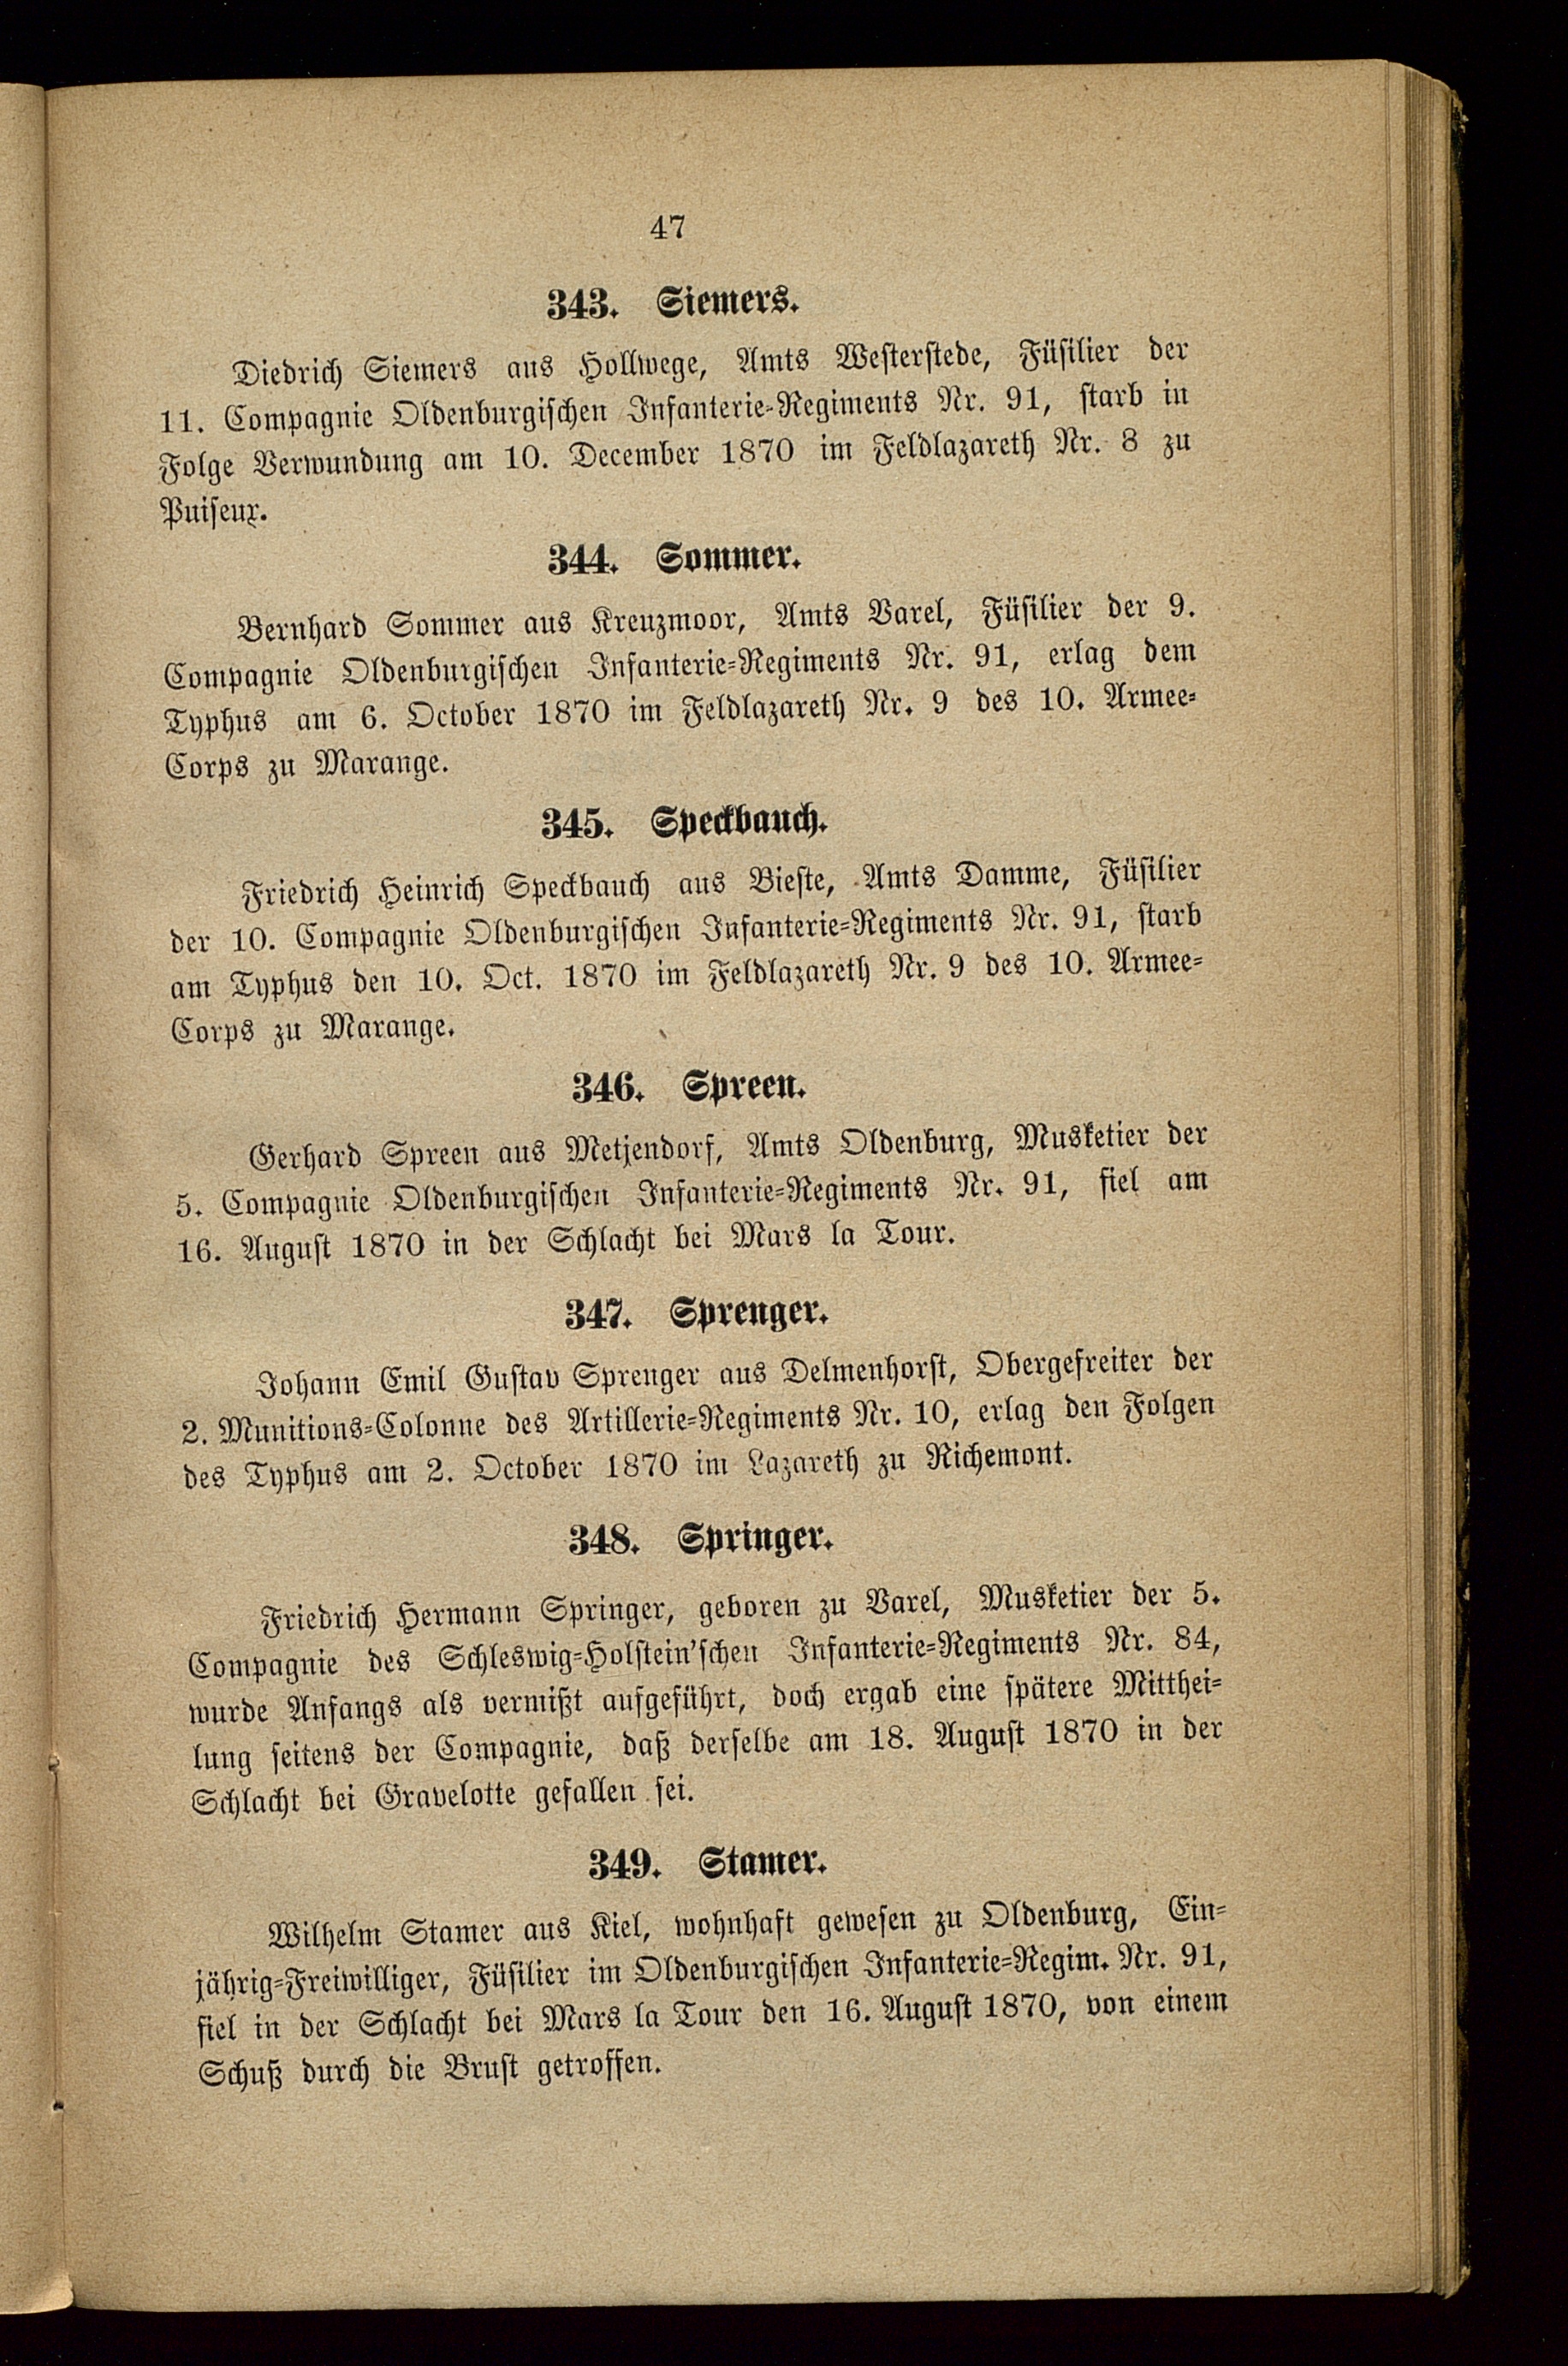 47
343. Siemers.
Diedrich Siemers aus Hollwege, Amts Westerstede, Füsilier der
11. Compagnie Oldenburgischen Infanterie-Regiments Nr. 91, starb in
Folge Verwundung am 10. December 1870 im Feldlazareth Nr. 8 zu
Puiseux.
344. Sommer.
Bernhard Sommer aus Kreuzmoor, Amts Varel, Füsilier der 9.
Compagnie Oldenburgischen Infanterie-Regiments Nr. 91, erlag dem
Typhus am 6. October 1870 im Feldlazareth Nr. 9 des 10. Armee-
Corps zu Marange.
345. Speckbauch.
Friedrich Heinrich Speckbauch aus Bieste, Amts Damme, Füsilier
der 10. Compagnie Oldenburgischen Infanterie-Regiments Nr. 91, starb
am Typhus den 10. Oct. 1870 im Feldlazareth Nr. 9 des 10. Armee-
Corps zu Marange.
346. Spreen.
Gerhard Spreen aus Metjendorf, Amts Oldenburg, Musketier der
5. Compagnie Oldenburgischen Infanterie-Regiments Nr. 91, fiel am
16. August 1870 in der Schlacht bei Mars la Tour.
347. Sprenger.
Johann Emil Gustav Sprenger aus Delmenhorst, Obergefreiter der
2. Munitions-Colonne des Artillerie-Regiments Nr. 10, erlag den Folgen
des Typhus am 2. October 1870 im Lazareth zu Richemont.
348. Springer.
Friedrich Hermann Springer, geboren zu Varel, Musketier der 5.
Compagnie des Schleswig-Holstein'schen Infanterie-Regiments Nr. 84,
wurde Anfangs als vermißt aufgeführt, doch ergab eine spätere Mitthei-
lung seitens der Compagnie, daß derselbe am 18. August 1870 in der
Schlacht bei Gravelotte gefallen sei.
349. Stamer.
Wilhelm Stamer aus Kiel, wohnhaft gewesen zu Oldenburg, Ein-
jährig-Freiwilliger, Füsilier im Oldenburgischen Infanterie-Regim. Nr. 91,
fiel in der Schlacht bei Mars la Tour den 16. August 1870, von einem
Schuß durch die Brust getroffen.